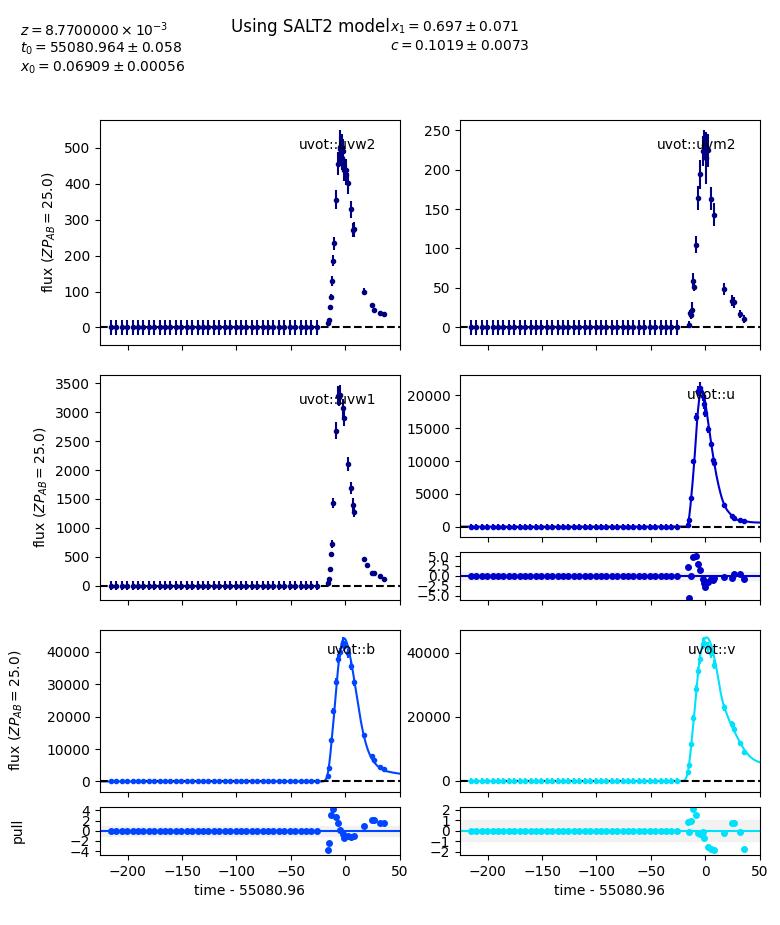 Using SALT2 model
z = 8.7700000 × 10⁻³
t₀ = 55080.964 ± 0.058
x₀ = 0.06909 ± 0.00056
x₁ = 0.697 ± 0.071
c = 0.1019 ± 0.0073
uvot::uvw2
500
400
300
200
100
0
flux (ZP_AB = 25.0)
uvot::uvm2
250
200
150
100
50
0
uvot::uvw1
3500
3000
2500
2000
1500
1000
500
0
flux (ZP_AB = 25.0)
uvot::u
20000
15000
10000
5000
0
5.0
2.5
0.0
−2.5
−5.0
uvot::b
40000
30000
20000
10000
0
flux (ZP_AB = 25.0)
4
2
0
−2
−4
pull
−200 −150 −100 −50 0 50
time - 55080.96
uvot::v
40000
20000
0
2
1
0
−1
−2
−200 −150 −100 −50 0 50
time - 55080.96